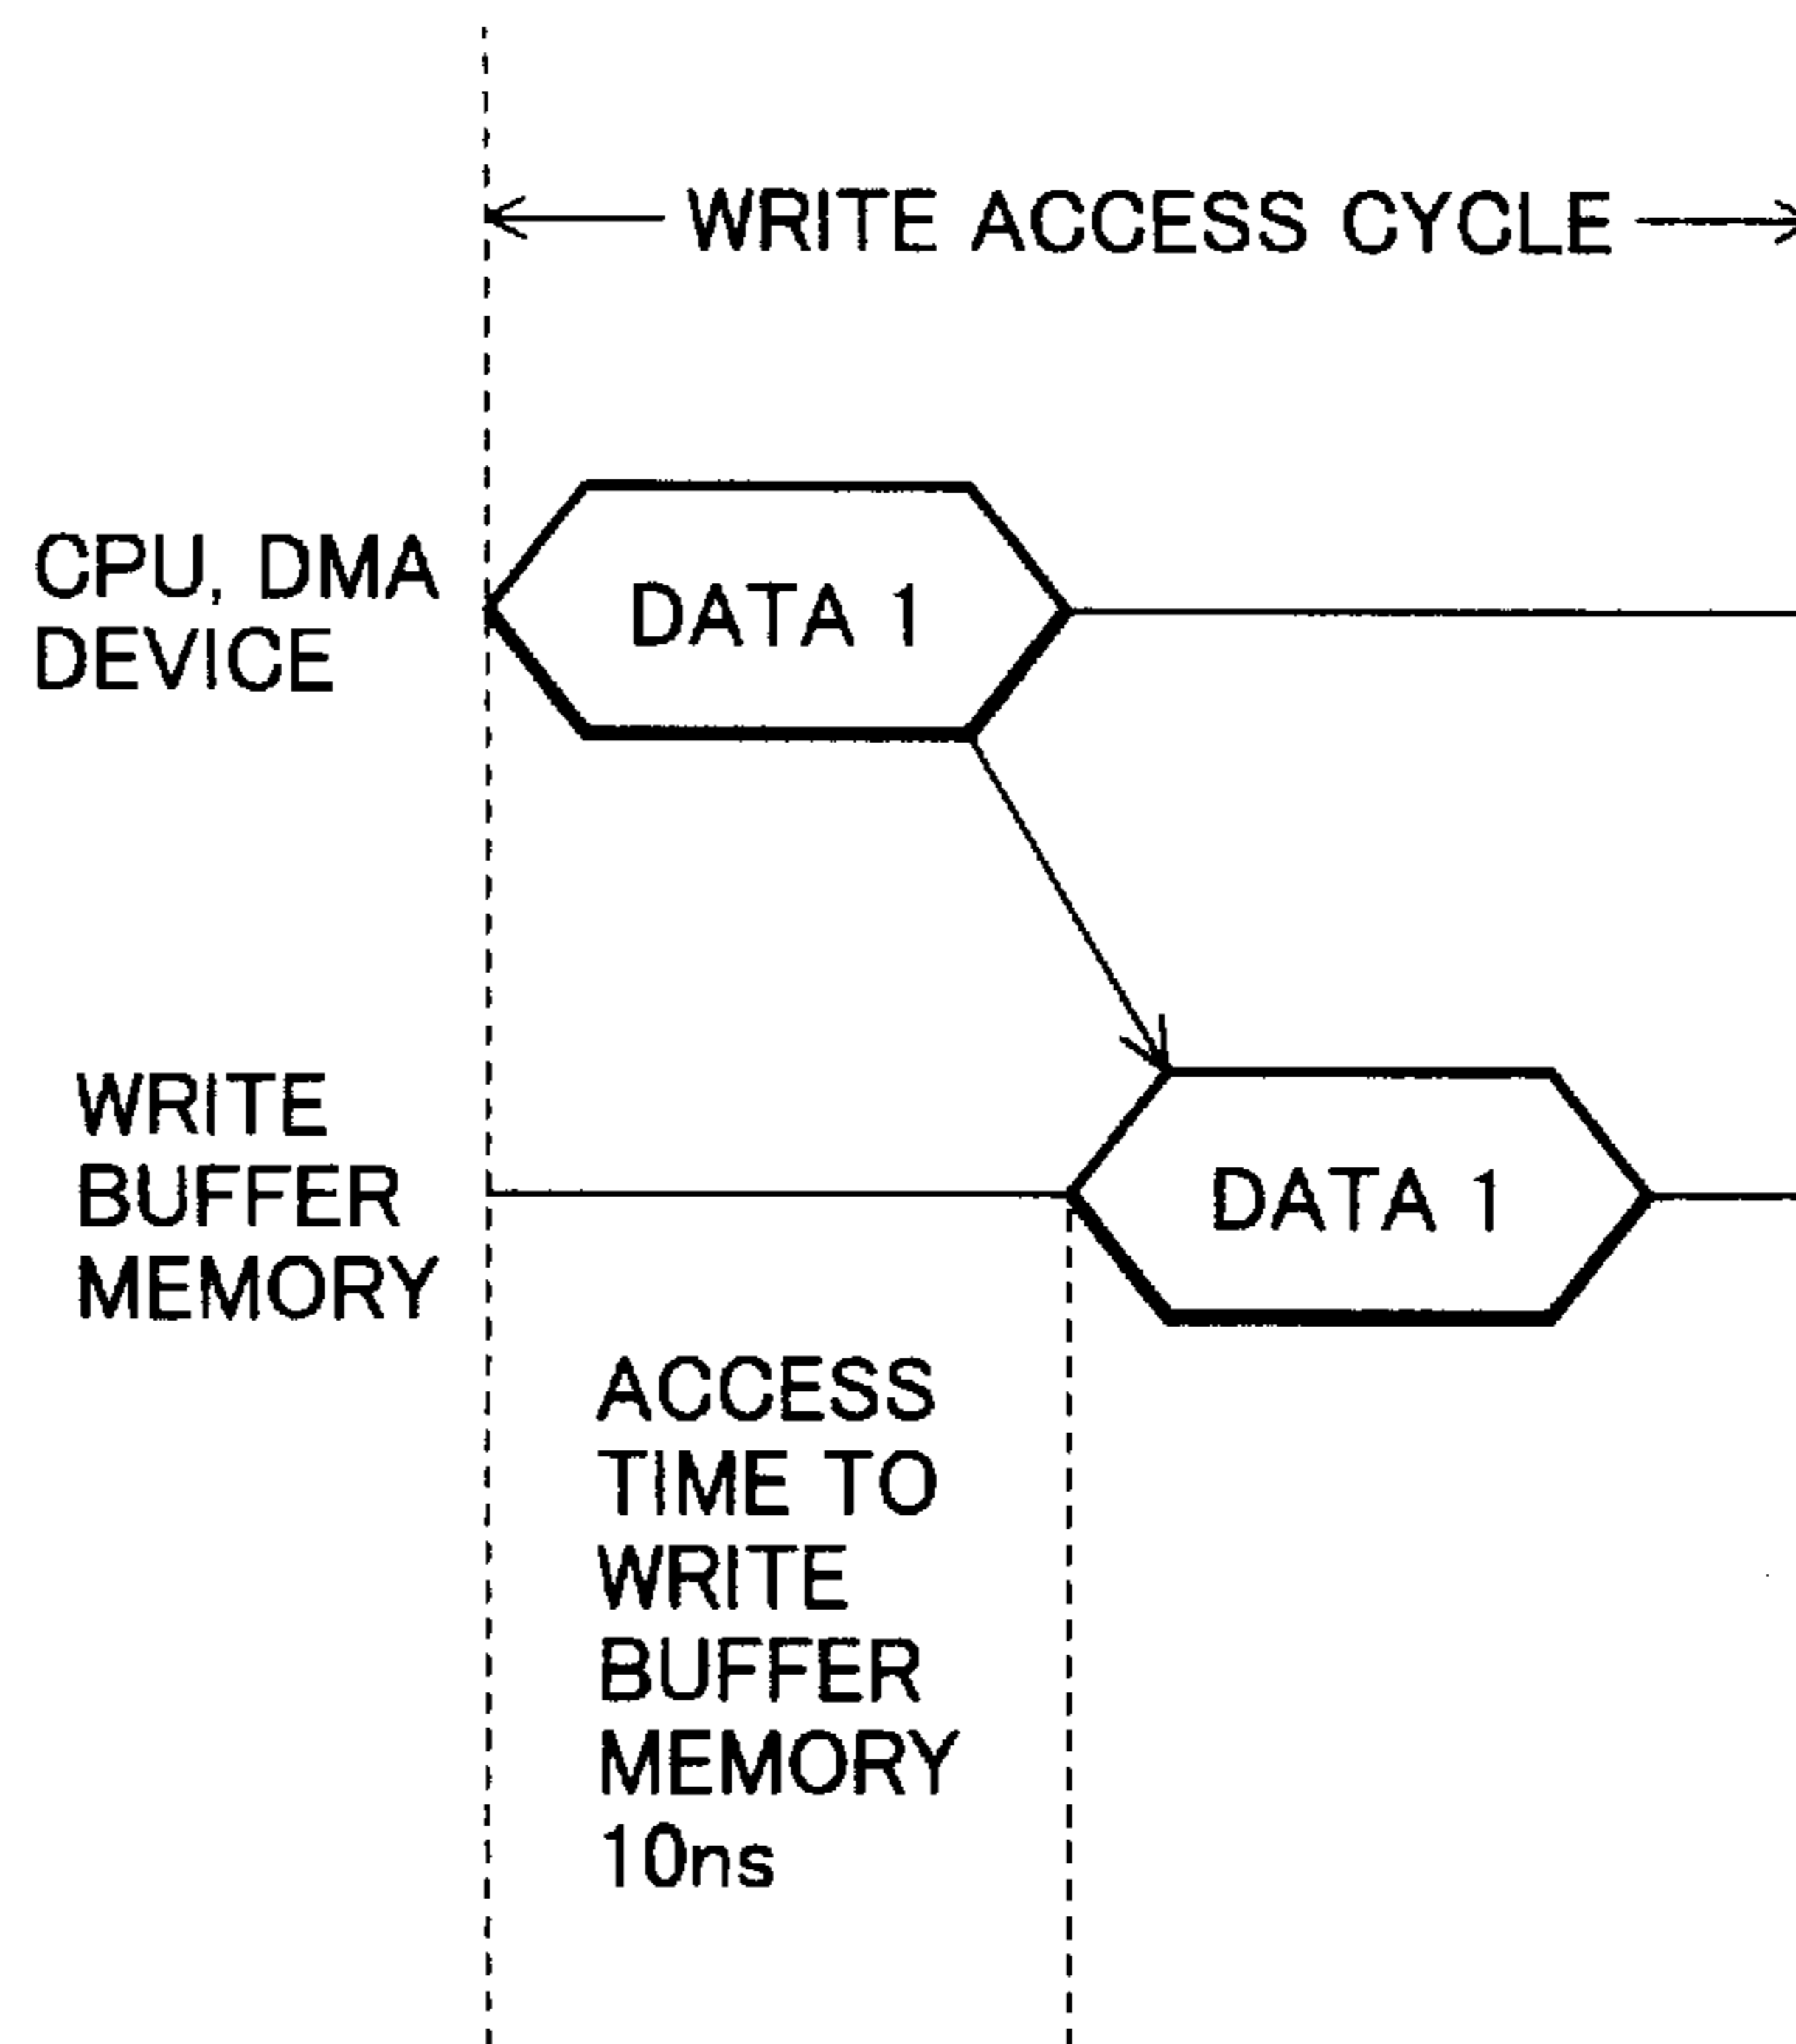 WRITE ACCESS CYCLE
CPU, DMA
DEVICE
DATA 1
WRITE
BUFFER
MEMORY
DATA 1
ACCESS
TIME TO
WRITE
BUFFER
MEMORY
10ns